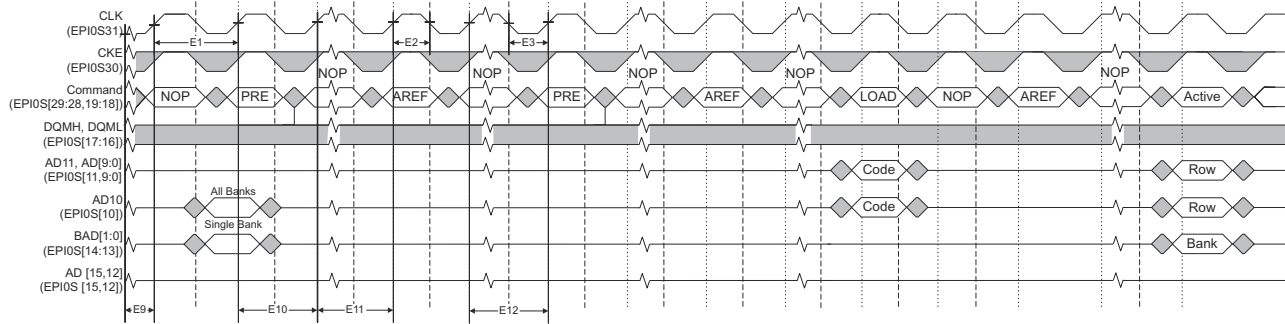 CLK
(EPI0S31)
E1
E2
E3
CKE
(EPI0S30)
NOP
NOP
NOP
NOP
NOP
Command
(EPI0S[29:28,19:18])
NOP
PRE
AREF
PRE
AREF
LOAD
NOP
AREF
Active
DQMH, DQML
(EPI0S[17:16])
AD11, AD[9:0]
(EPI0S[11,9:0]
Code
Row
All Banks
AD10
(EPI0S[10])
Code
Row
Single Bank
BAD[1:0]
(EPI0S[14:13])
Bank
AD [15,12]
(EPI0S [15,12])
E9
E10
E11
E12